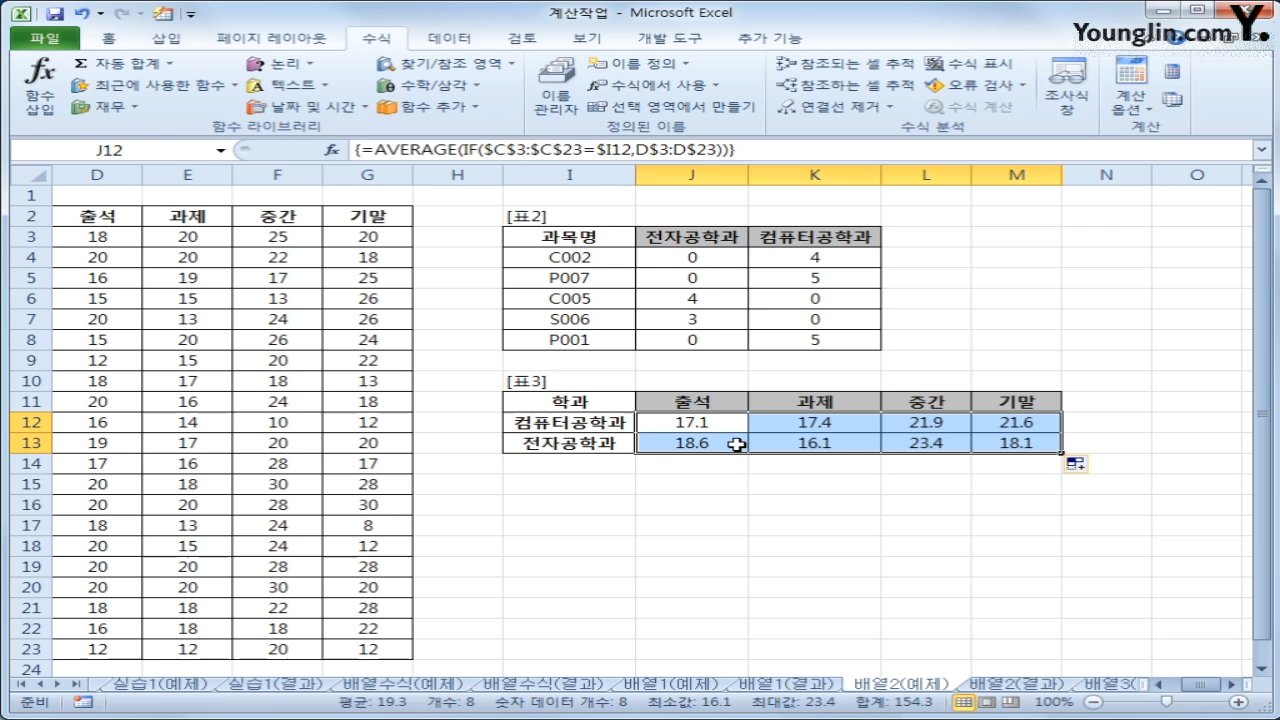 계산작업 - Microsoft Excel
Younglin.com Y.
파일 홈 삽입 페이지 레이아웃 수식 데이터 검토 보기 개발 도구 추가 기능
fx 함수 삽입
Σ 자동 합계 논리 찾기/참조 영역 이름 정의 참조되는 셀 추적 수식 표시
최근에 사용한 함수 텍스트 수학/삼각 수식에서 사용 참조하는 셀 추적 오류 검사
재무 날짜 및 시간 함수 추가 이름 관리자 선택 영역에서 만들기 연결선 제거 수식 계산 조사식 창 계산 옵션
함수 라이브러리 정의된 이름 수식 분석 계산
J12 fx {=AVERAGE(IF($C$3:$C$23=$I12,D$3:D$23))}
D E F G H I J K L M N O
1
2 출석 과제 중간 기말 [표2]
3 18 20 25 20 과목명 전자공학과 컴퓨터공학과
4 20 20 22 18 C002 0 4
5 16 19 17 25 P007 0 5
6 15 15 13 26 C005 4 0
7 20 13 24 26 S006 3 0
8 15 20 26 24 P001 0 5
9 12 15 20 22
10 18 17 18 13 [표3]
11 20 16 24 18 학과 출석 과제 중간 기말
12 16 14 10 12 컴퓨터공학과 17.1 17.4 21.9 21.6
13 19 17 20 20 전자공학과 18.6 16.1 23.4 18.1
14 17 16 28 17
15 20 18 30 28
16 20 20 28 30
17 18 13 24 8
18 20 15 24 12
19 20 20 28 28
20 20 20 30 20
21 18 18 22 28
22 16 18 18 22
23 12 12 20 12
24
실습1(예제) 실습1(결과) 배열수식(예제) 배열수식(결과) 배열1(예제) 배열1(결과) 배열2(예제) 배열2(결과) 배열3(
준비 평균: 19.3 개수: 8 숫자 데이터 개수: 8 최소값: 16.1 최대값: 23.4 합계: 154.3 100%